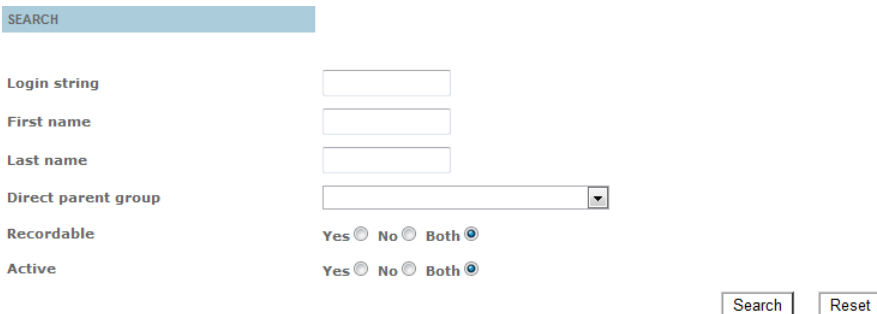 SEARCH
Login string
First name
Last name
Direct parent group
Recordable Yes No Both
Active Yes No Both
Search Reset